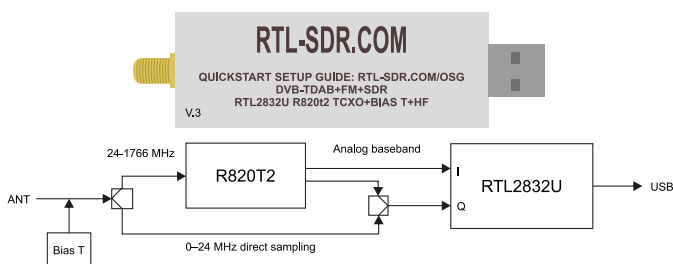 RTL-SDR.COM
QUICKSTART SETUP GUIDE: RTL-SDR.COM/OSG
DVB-TDAB+FM+SDR
RTL2832U R820t2 TCXO+BIAS T+HF
V.3
24–1766 MHz
Analog baseband
R820T2
I
RTL2832U
ANT
USB
Q
Bias T
0–24 MHz direct sampling